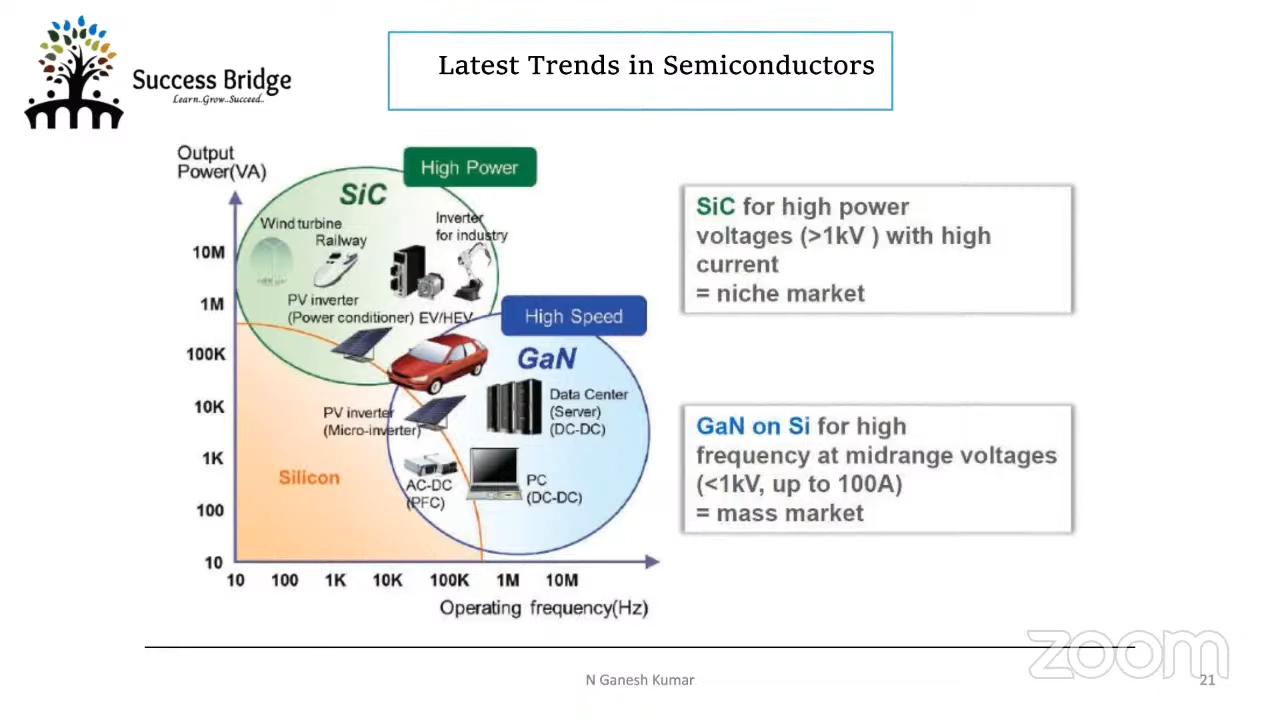 Success Bridge
Learn..Grow..Succeed..
Latest Trends in Semiconductors
Output
Power(VA)
High Power
SiC
Wind turbine
Railway
Inverter
for industry
10M
1M
100K
10K
1K
100
10
PV inverter
(Power conditioner)
EV/HEV
High Speed
GaN
Data Center
(Server)
(DC-DC)
PV inverter
(Micro-inverter)
Silicon
AC-DC
(PFC)
PC
(DC-DC)
10 100 1K 10K 100K 1M 10M
Operating frequency(Hz)
SiC for high power
voltages (>1kV ) with high
current
= niche market
GaN on Si for high
frequency at midrange voltages
(<1kV, up to 100A)
= mass market
zoom
N Ganesh Kumar
21